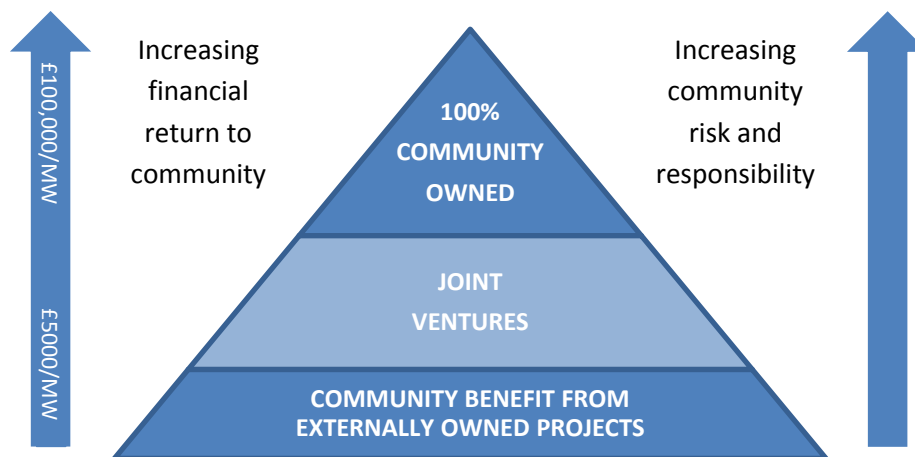 £100,000/MW
£5000/MW
Increasing
financial
return to
community
100%
COMMUNITY
OWNED
JOINT
VENTURES
COMMUNITY BENEFIT FROM
EXTERNALLY OWNED PROJECTS
Increasing
community
risk and
responsibility